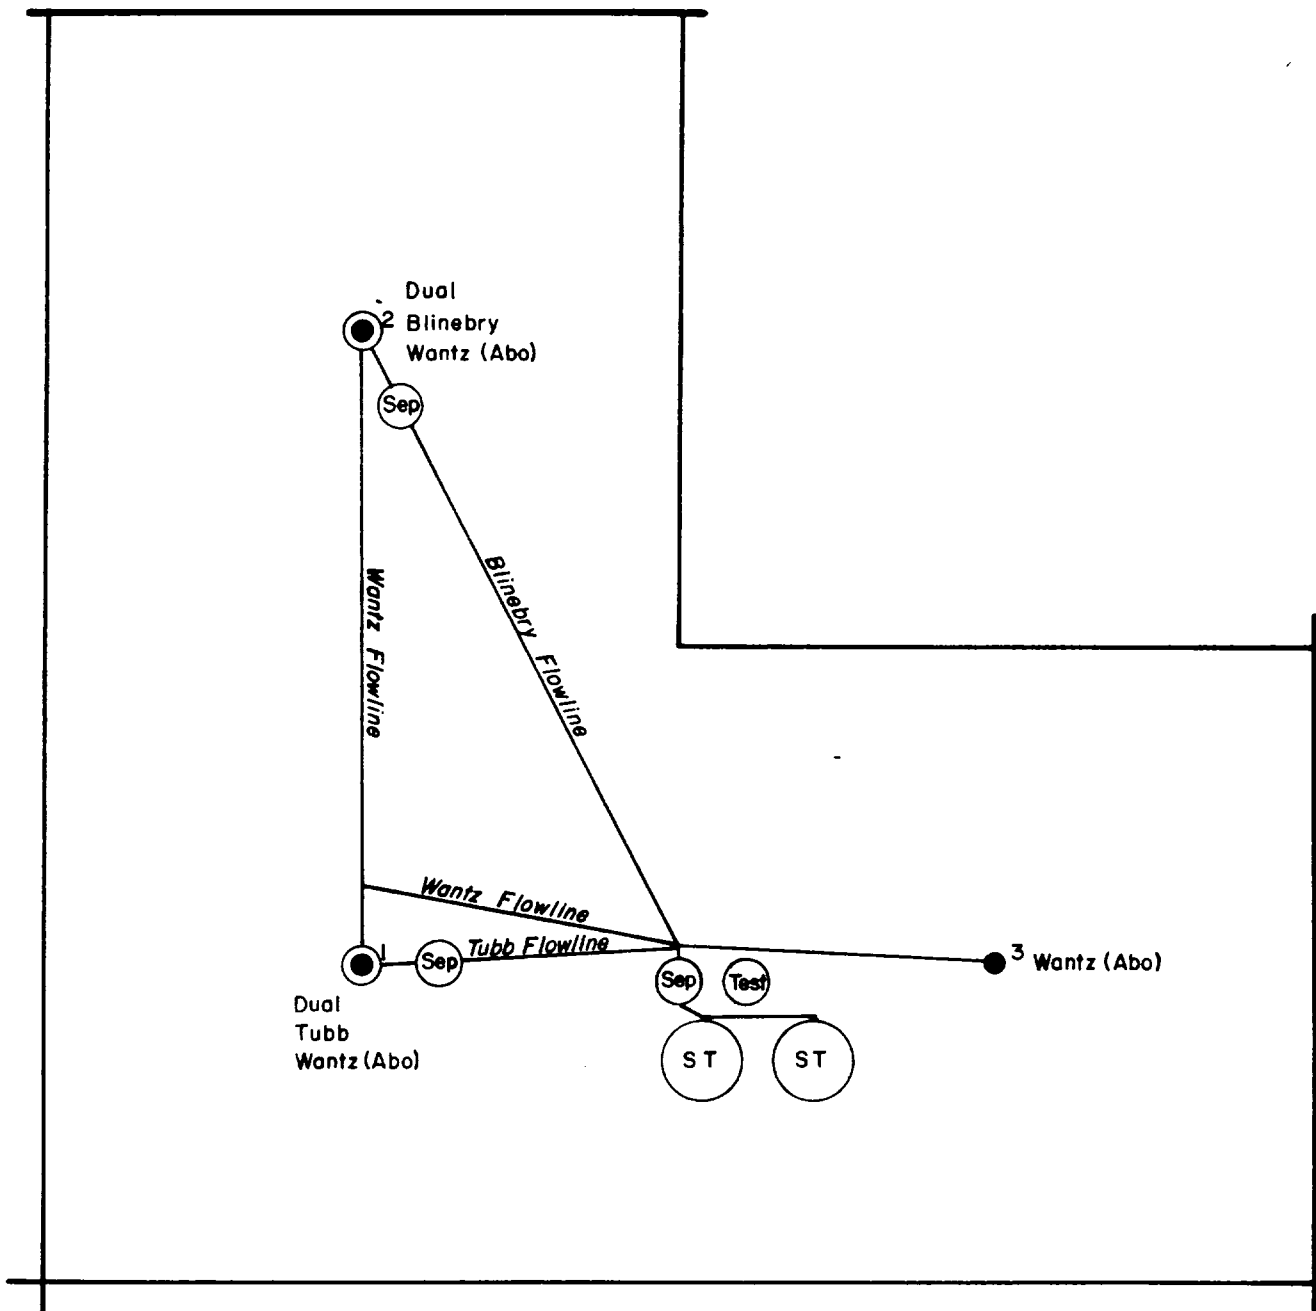 Dual
2 Blinebry
Wantz (Abo)
Sep
Blinebry Flowline
Wantz Flowline
Wantz Flowline
Tubb Flowline
1
Sep
3 Wantz (Abo)
Sep
Test
Dual
Tubb
Wantz (Abo)
ST
ST